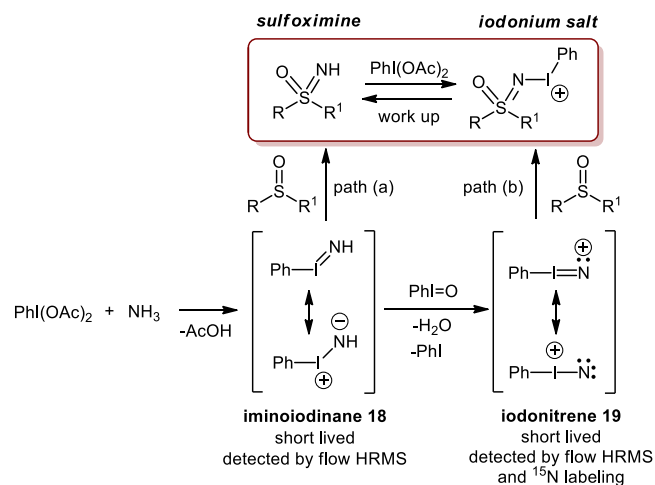 sulfoximine
iodonium salt
O NH
S
R R¹
PhI(OAc)₂
work up
Ph
O N I
⊕
S
R R¹
O
S
R R¹
path (a)
path (b)
O
S
R R¹
PhI(OAc)₂ + NH₃
-AcOH
NH
Ph I
⊖
NH
Ph I
⊕
PhI=O
-H₂O
-PhI
⊕
Ph I N
⊕
Ph I N
iminoiodinane 18
short lived
detected by flow HRMS
iodonitrene 19
short lived
detected by flow HRMS
and ¹⁵N labeling